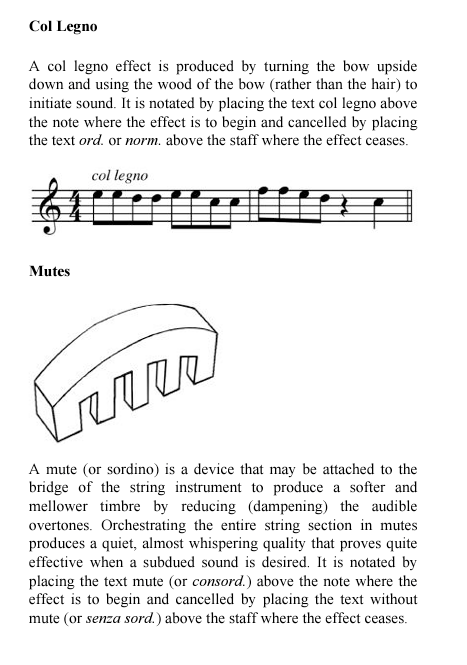 Col Legno
A col legno effect is produced by turning the bow upside
down and using the wood of the bow (rather than the hair) to
initiate sound. It is notated by placing the text col legno above
the note where the effect is to begin and cancelled by placing
the text ord. or norm. above the staff where the effect ceases.
col legno
4
4
Mutes
A mute (or sordino) is a device that may be attached to the
bridge of the string instrument to produce a softer and
mellower timbre by reducing (dampening) the audible
overtones. Orchestrating the entire string section in mutes
produces a quiet, almost whispering quality that proves quite
effective when a subdued sound is desired. It is notated by
placing the text mute (or consord.) above the note where the
effect is to begin and cancelled by placing the text without
mute (or senza sord.) above the staff where the effect ceases.